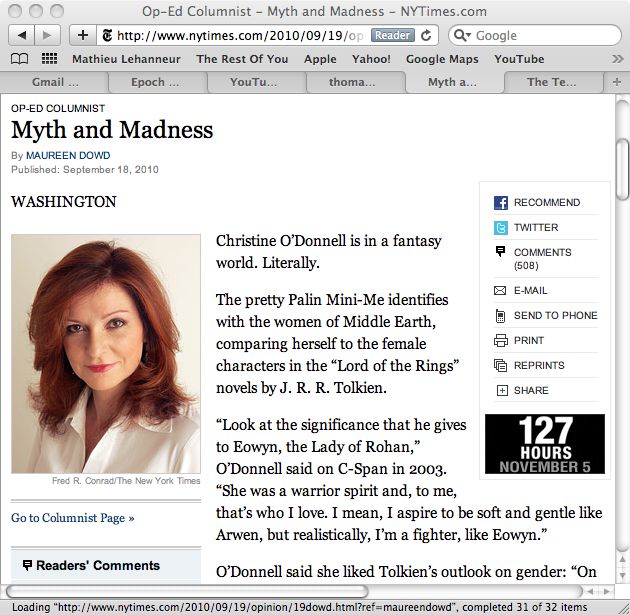 Op-Ed Columnist – Myth and Madness – NYTimes.com
http://www.nytimes.com/2010/09/19/op
Reader
Google
Mathieu Lehanneur The Rest Of You Apple Yahoo! Google Maps YouTube
Gmail ... Epoch ... YouTu... thoma... Myth a... The Te...
OP-ED COLUMNIST
Myth and Madness
By MAUREEN DOWD
Published: September 18, 2010
WASHINGTON
Fred R. Conrad/The New York Times
Go to Columnist Page »
Readers' Comments
Christine O’Donnell is in a fantasy
world. Literally.
The pretty Palin Mini-Me identifies
with the women of Middle Earth,
comparing herself to the female
characters in the “Lord of the Rings”
novels by J. R. R. Tolkien.
“Look at the significance that he gives
to Eowyn, the Lady of Rohan,”
O’Donnell said on C-Span in 2003.
“She was a warrior spirit and, to me,
that’s who I love. I mean, I aspire to be soft and gentle like
Arwen, but realistically, I’m a fighter, like Eowyn.”
O’Donnell said she liked Tolkien’s outlook on gender: “On
RECOMMEND
TWITTER
COMMENTS
(508)
E-MAIL
SEND TO PHONE
PRINT
REPRINTS
SHARE
127
HOURS
NOVEMBER 5
Loading “http://www.nytimes.com/2010/09/19/opinion/19dowd.html?ref=maureendowd”, completed 31 of 32 items